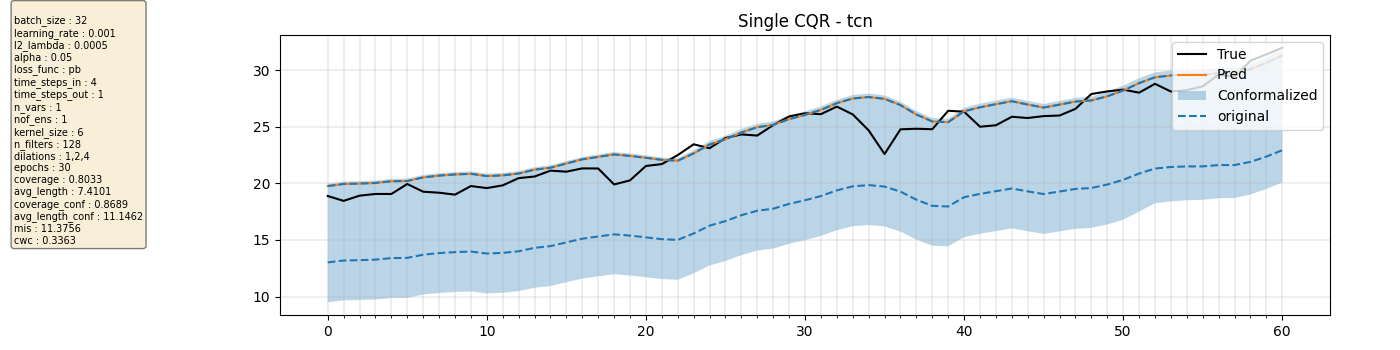 batch_size : 32
learning_rate : 0.001
l2_lambda : 0.0005
alpha : 0.05
loss_func : pb
time_steps_in : 4
time_steps_out : 1
n_vars : 1
nof_ens : 1
kernel_size : 6
n_filters : 128
dilations : 1,2,4
epochs : 30
coverage : 0.8033
avg_length : 7.4101
coverage_conf : 0.8689
avg_length_conf : 11.1462
mis : 11.3756
cwc : 0.3363
Single CQR - tcn
True
Pred
Conformalized
original
30
25
20
15
10
0 10 20 30 40 50 60